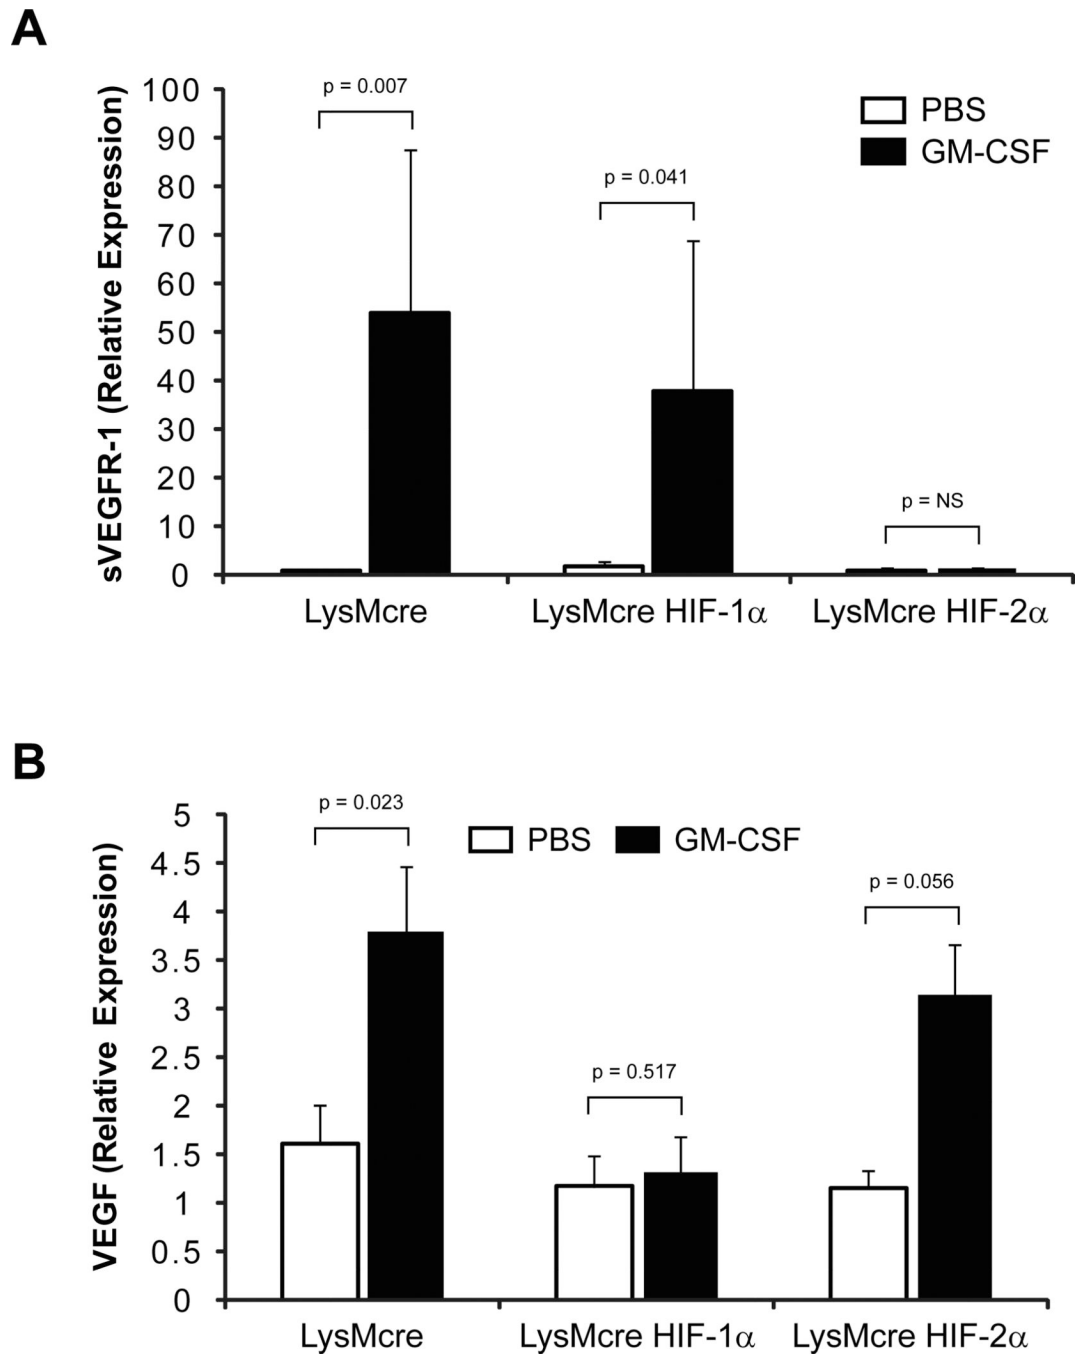 A
p = 0.007
PBS
GM-CSF
p = 0.041
p = NS
sVEGFR-1 (Relative Expression)
100
90
80
70
60
50
40
30
20
10
0
LysMcre
LysMcre HIF-1α
LysMcre HIF-2α
B
p = 0.023
PBS
GM-CSF
p = 0.056
p = 0.517
VEGF (Relative Expression)
5
4.5
4
3.5
3
2.5
2
1.5
1
0.5
0
LysMcre
LysMcre HIF-1α
LysMcre HIF-2α